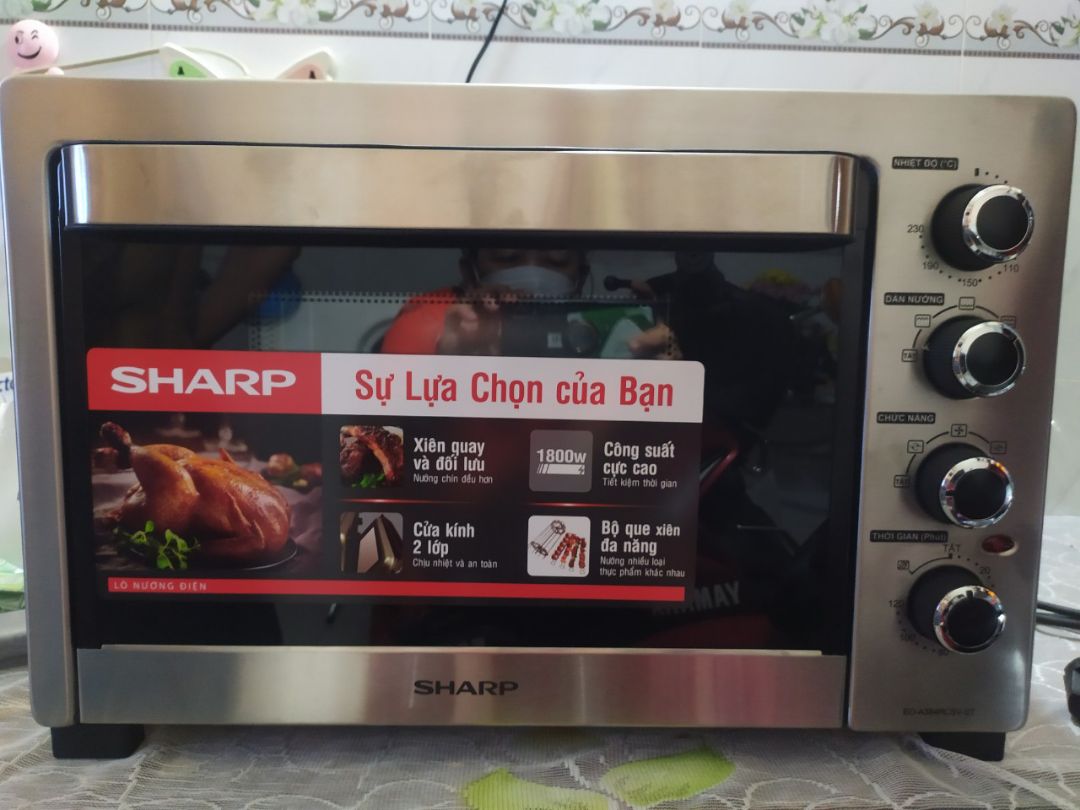 NHIỆT ĐỘ (°C)
230
190
150
110
DÀN NƯỚNG
TẮT
CHỨC NĂNG
TẮT
THỜI GIAN (Phút)
TẮT
20
120
100
SHARP
Sự Lựa Chọn của Bạn
Xiên quay
và đối lưu
Nướng chín đều hơn
1800w
Công suất
cực cao
Tiết kiệm thời gian
Cửa kính
2 lớp
Chịu nhiệt và an toàn
Bộ que xiên
đa năng
Nướng nhiều loại
thực phẩm khác nhau
LÒ NƯỚNG ĐIỆN
SHARP